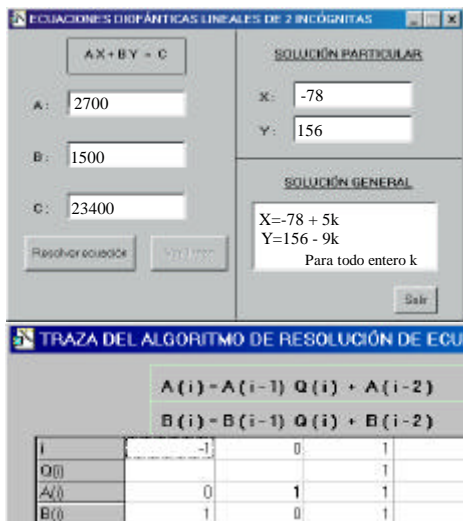 ECUACIONES DIOFÁNTICAS LINEALES DE 2 INCÓGNITAS
AX+BY = C
A: 2700
B: 1500
C: 23400
Resolver ecuación
SOLUCIÓN PARTICULAR
X: -78
Y: 156
SOLUCIÓN GENERAL
X=-78 + 5k
Y=156 - 9k
Para todo entero k
Salir
TRAZA DEL ALGORITMO DE RESOLUCIÓN DE ECU
A(i)=A(i-1) Q(i) + A(i-2)
B(i)=B(i-1) Q(i) + B(i-2)
i -1 0 1
Q(i) 1
A(i) 0 1 1
B(i) 1 0 1